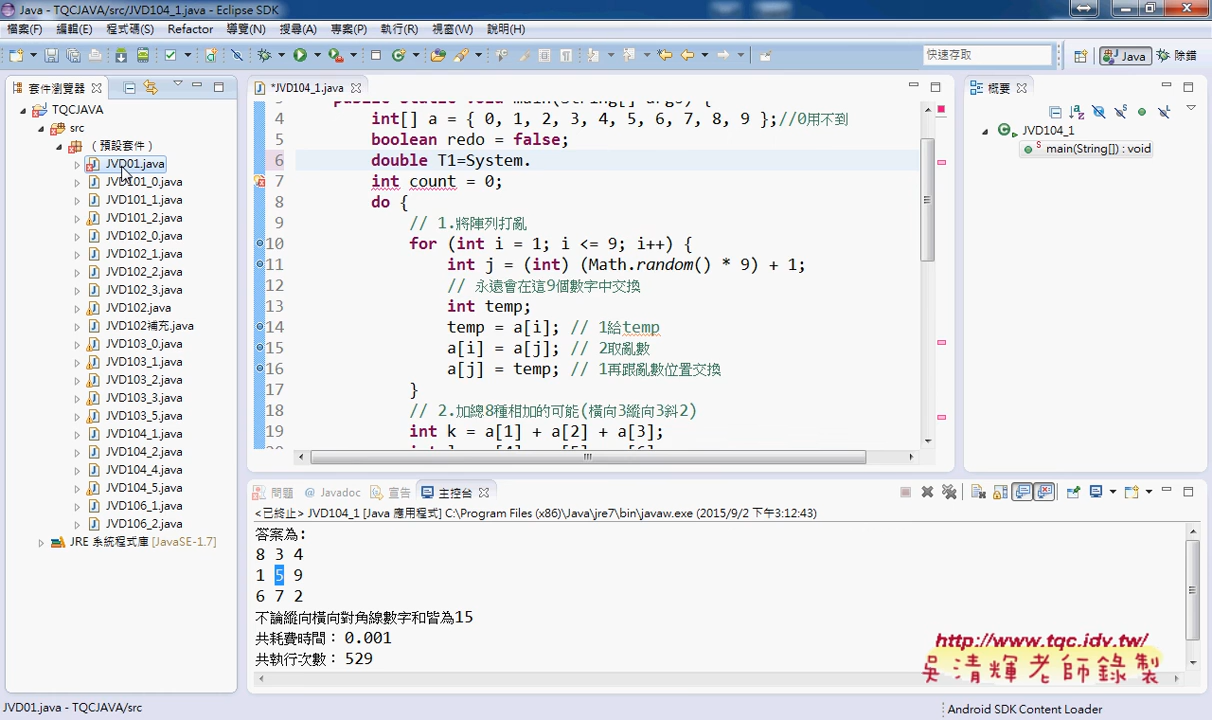 Java - TQCJAVA/src/JVD104_1.java - Eclipse SDK
檔案(F) 編輯(E) 程式碼(S) Refactor 導覽(N) 搜尋(A) 專案(P) 執行(R) 視窗(W) 說明(H)
快速存取 Java 除錯
套件瀏覽器
TQCJAVA
src
(預設套件)
JVD01.java
JVD101_0.java
JVD101_1.java
JVD101_2.java
JVD102_0.java
JVD102_1.java
JVD102_2.java
JVD102_3.java
JVD102.java
JVD102補充.java
JVD103_0.java
JVD103_1.java
JVD103_2.java
JVD103_3.java
JVD103_5.java
JVD104_1.java
JVD104_2.java
JVD104_4.java
JVD104_5.java
JVD106_1.java
JVD106_2.java
JRE 系統程式庫 [JavaSE-1.7]
*JVD104_1.java
3 public static void main(String[] args) {
4 int[] a = { 0, 1, 2, 3, 4, 5, 6, 7, 8, 9 };//0用不到
5 boolean redo = false;
6 double T1=System.
7 int count = 0;
8 do {
9 // 1.將陣列打亂
10 for (int i = 1; i <= 9; i++) {
11 int j = (int) (Math.random() * 9) + 1;
12 // 永遠會在這9個數字中交換
13 int temp;
14 temp = a[i]; // 1給temp
15 a[i] = a[j]; // 2取亂數
16 a[j] = temp; // 1再跟亂數位置交換
17 }
18 // 2.加總8種相加的可能(橫向3縱向3斜2)
19 int k = a[1] + a[2] + a[3];
概要
JVD104_1
main(String[]) : void
問題 @ Javadoc 宣告 主控台
<已終止> JVD104_1 [Java 應用程式] C:\Program Files (x86)\Java\jre7\bin\javaw.exe (2015/9/2 下午3:12:43)
答案為:
8 3 4
1 5 9
6 7 2
不論縱向橫向對角線數字和皆為15
共耗費時間：0.001
共執行次數：529
http://www.tqc.idv.tw/
吳清輝老師錄製
JVD01.java - TQCJAVA/src
Android SDK Content Loader